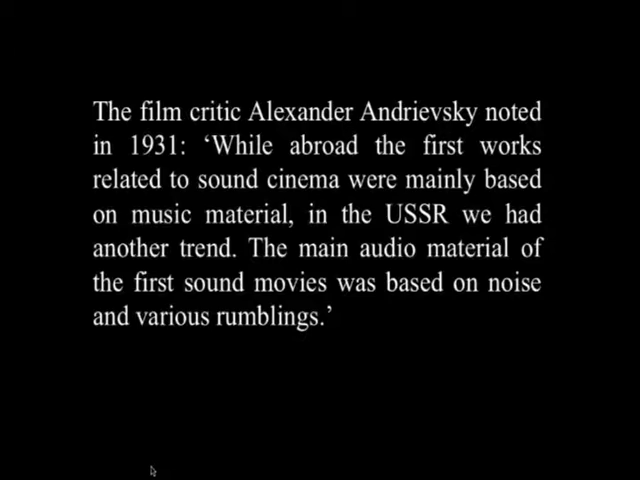 The film critic Alexander Andrievsky noted
in 1931: ‘While abroad the first works
related to sound cinema were mainly based
on music material, in the USSR we had
another trend. The main audio material of
the first sound movies was based on noise
and various rumblings.’